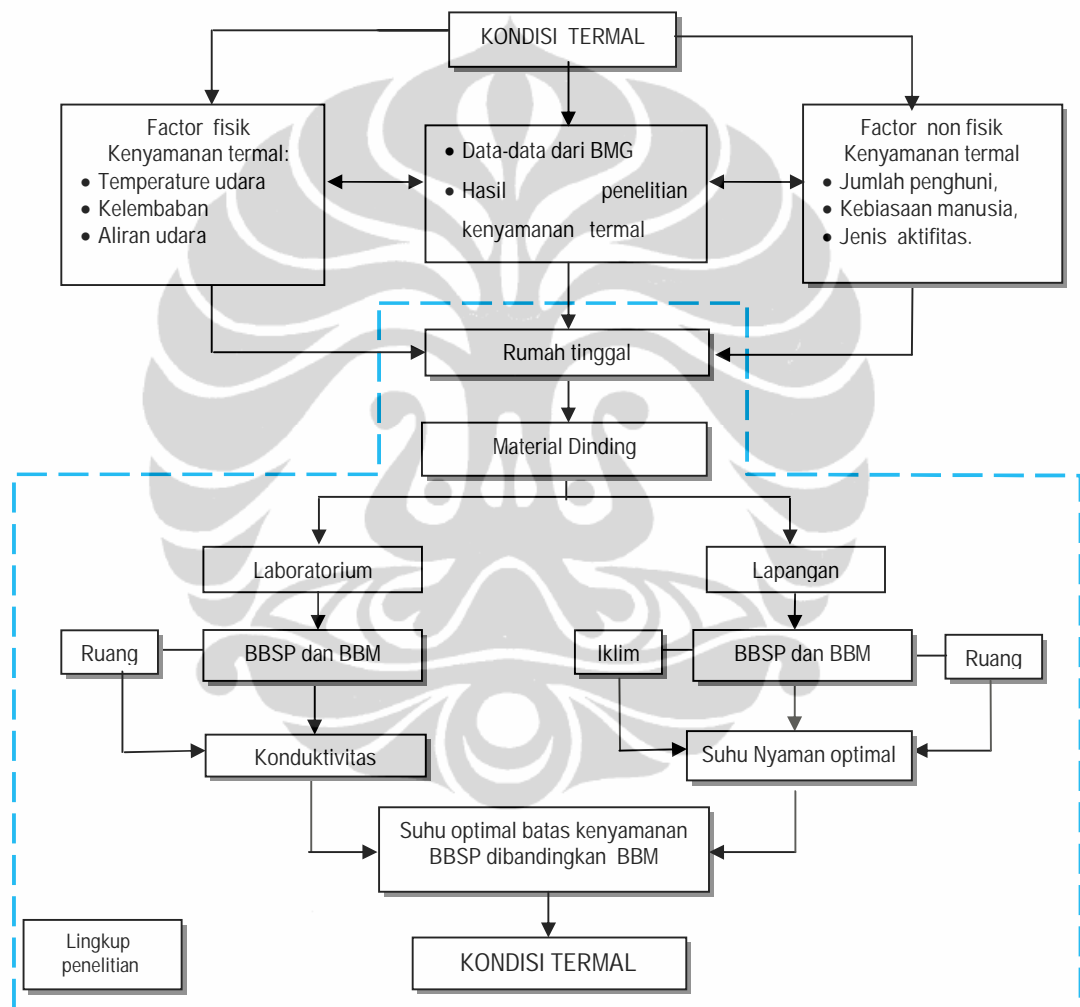 KONDISI TERMAL
Factor fisik
Kenyamanan termal:
• Temperature udara
• Kelembaban
• Aliran udara
• Data-data dari BMG
• Hasil penelitian
kenyamanan termal
Factor non fisik
Kenyamanan termal
• Jumlah penghuni,
• Kebiasaan manusia,
• Jenis aktifitas.
Rumah tinggal
Material Dinding
Laboratorium
Lapangan
Ruang
BBSP dan BBM
Iklim
BBSP dan BBM
Ruang
Konduktivitas
Suhu Nyaman optimal
Suhu optimal batas kenyamanan
BBSP dibandingkan BBM
Lingkup
penelitian
KONDISI TERMAL